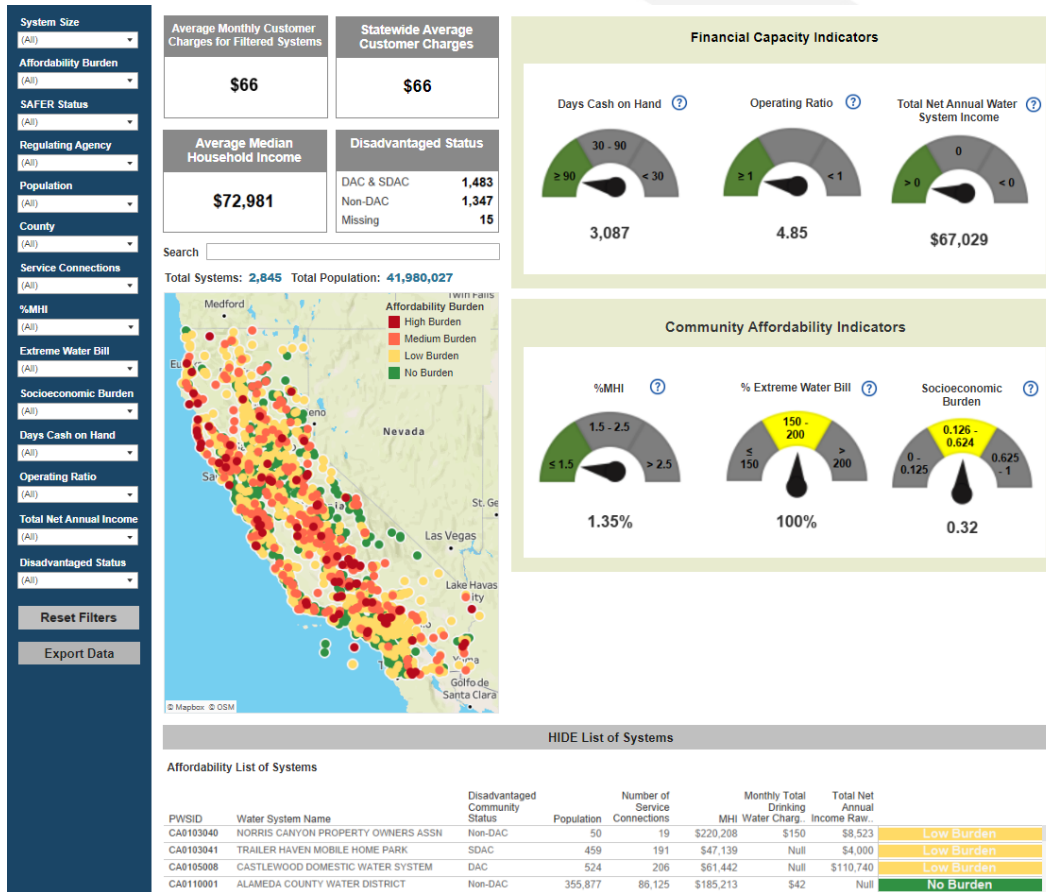 System Size
(All)
Affordability Burden
(All)
SAFER Status
(All)
Regulating Agency
(All)
Population
(All)
County
(All)
Service Connections
(All)
%MHI
(All)
Extreme Water Bill
(All)
Socioeconomic Burden
(All)
Days Cash on Hand
(All)
Operating Ratio
(All)
Total Net Annual Income
(All)
Disadvantaged Status
(All)
Reset Filters
Export Data
Average Monthly Customer
Charges for Filtered Systems
$66
Statewide Average
Customer Charges
$66
Average Median
Household Income
$72,981
Disadvantaged Status
DAC & SDAC 1,483
Non-DAC 1,347
Missing 15
Search
Total Systems: 2,845 Total Population: 41,980,027
Medford
Twin Falls
Affordability Burden
High Burden
Medium Burden
Low Burden
No Burden
Nevada
St. Ge
Las Vegas
Lake Havas
ity
Golfo de
Santa Clara
© Mapbox © OSM
Financial Capacity Indicators
Days Cash on Hand ?
30 - 90
≥ 90 < 30
3,087
Operating Ratio ?
≥ 1 < 1
4.85
Total Net Annual Water ?
System Income
0
> 0 < 0
$67,029
Community Affordability Indicators
%MHI ?
1.5 - 2.5
≤ 1.5 > 2.5
1.35%
% Extreme Water Bill ?
150 -
200
≤
150
>
200
100%
Socioeconomic ?
Burden
0.126 -
0.624
0 -
0.125
0.625
- 1
0.32
HIDE List of Systems
Affordability List of Systems
PWSID Water System Name Disadvantaged Community Status Population Number of Service Connections MHI Monthly Total Drinking Water Charg.. Total Net Annual Income Raw..
CA0103040 NORRIS CANYON PROPERTY OWNERS ASSN Non-DAC 50 19 $220,208 $150 $8,523 Low Burden
CA0103041 TRAILER HAVEN MOBILE HOME PARK SDAC 459 191 $47,139 Null $4,000 Low Burden
CA0105008 CASTLEWOOD DOMESTIC WATER SYSTEM DAC 524 206 $61,442 Null $110,740 Low Burden
CA0110001 ALAMEDA COUNTY WATER DISTRICT Non-DAC 355,877 86,125 $185,213 $42 Null No Burden